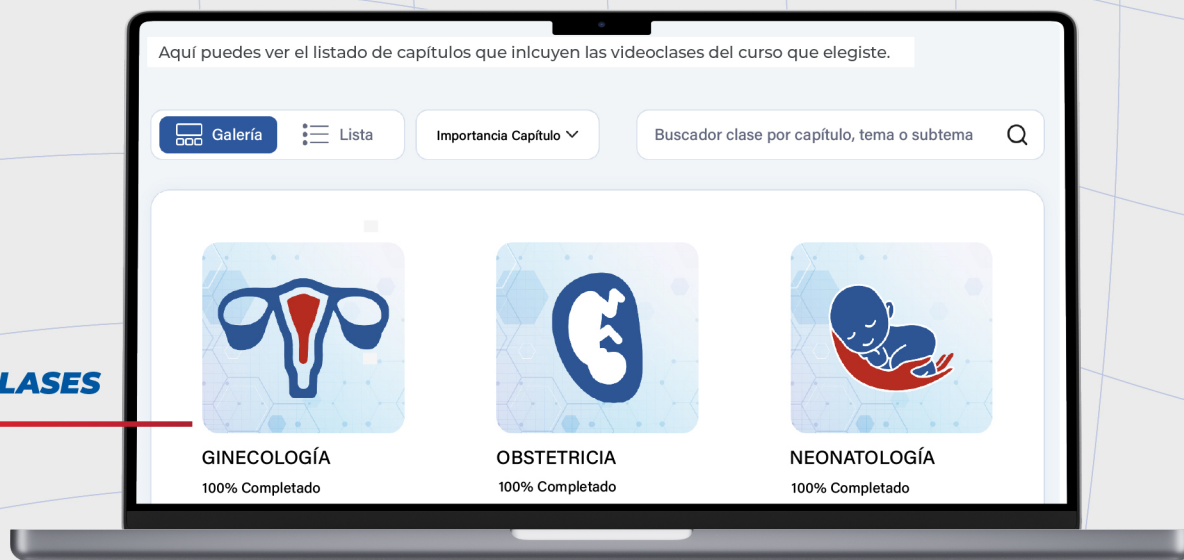 Aquí puedes ver el listado de capítulos que inlcuyen las videoclases del curso que elegiste.
Galería
Lista
Importancia Capítulo
Buscador clase por capítulo, tema o subtema
LASES
GINECOLOGÍA
OBSTETRICIA
NEONATOLOGÍA
100% Completado
100% Completado
100% Completado